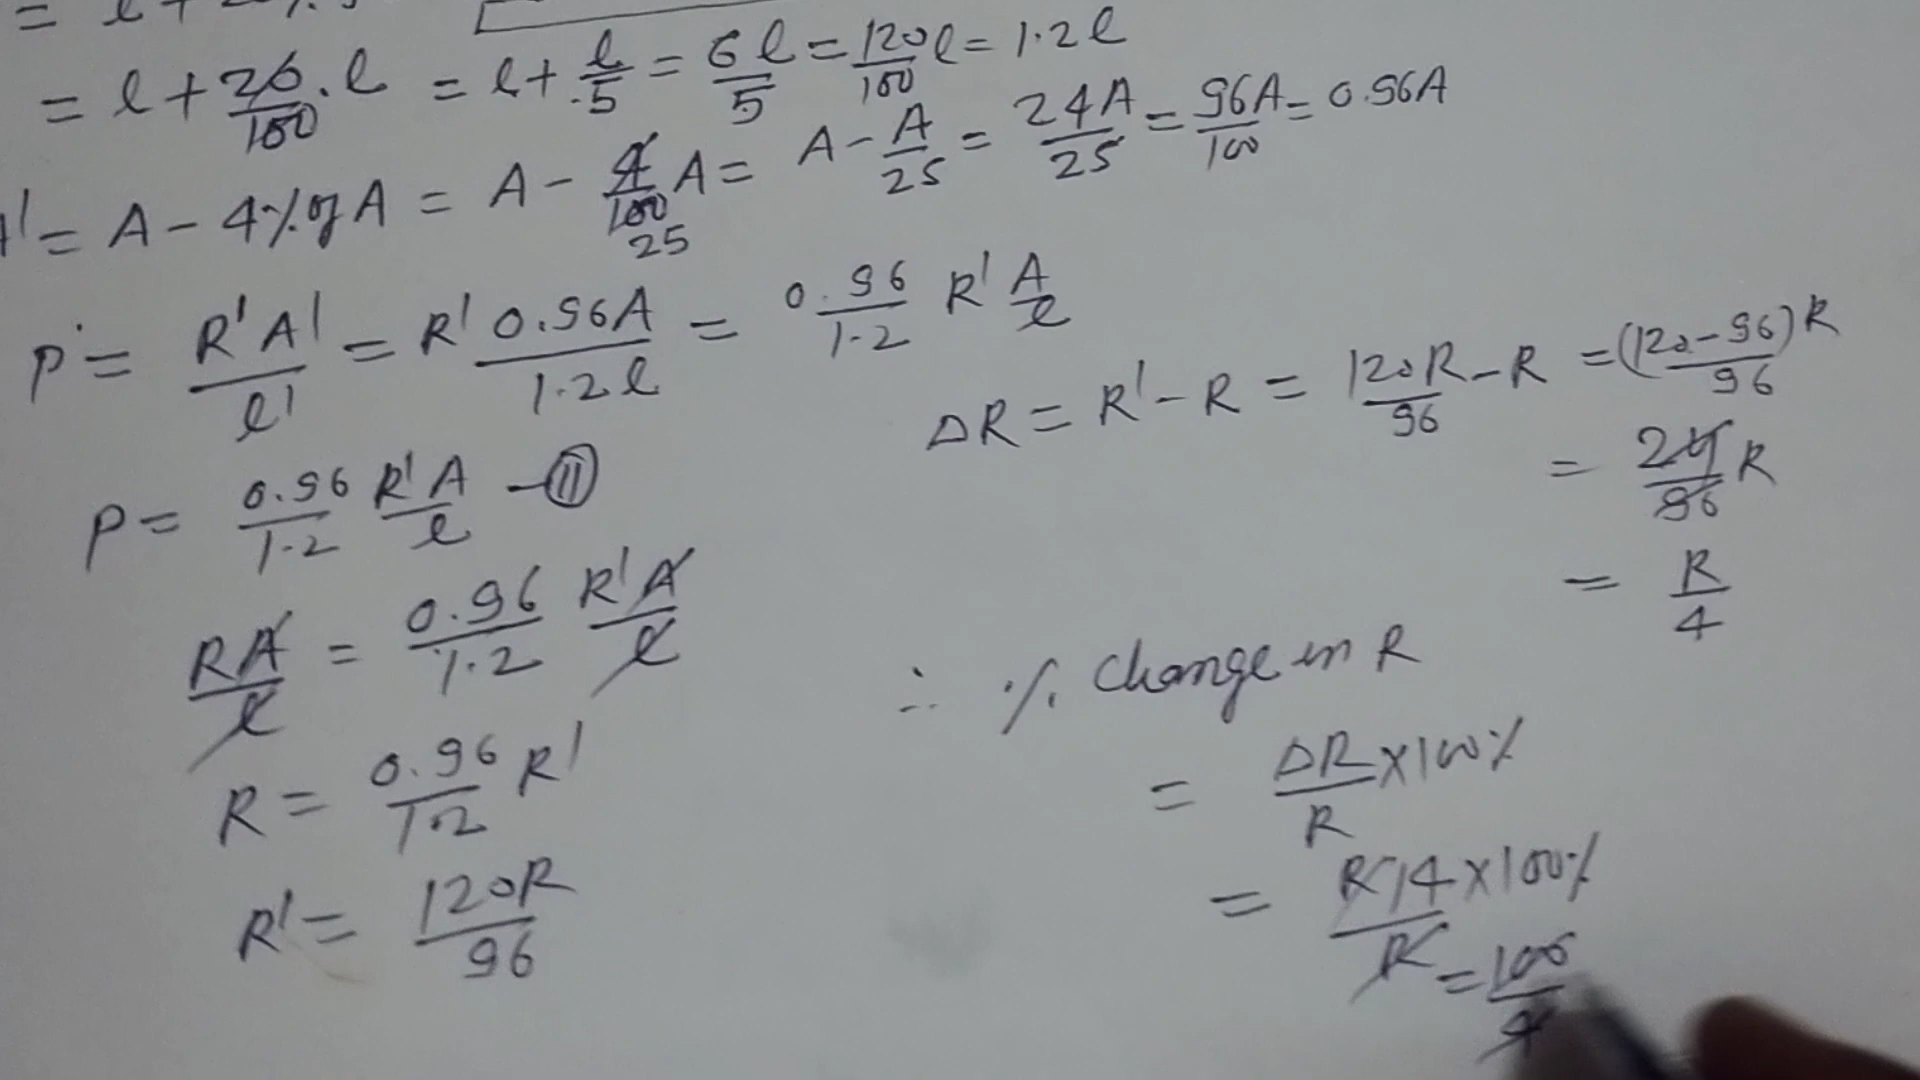 = l + 20/100 . l = l + l/5 = 6l/5 = 120/100 l = 1.2l
A' = A - 4% of A = A - 4/100 A = A - A/25 = 24A/25 = 96A/100 = 0.96A
25
P = R'A'/l' = R' 0.96A/1.2l = 0.96/1.2 R' A/l
P = 0.96/1.2 R'A/l - (II)
RA/l = 0.96/1.2 R'A/l
R = 0.96/1.2 R'
R' = 120R/96
ΔR = R' - R = 120R/96 - R = (120-96)R/96
= 24/96 R
= R/4
∴ % Change in R
= ΔR/R × 100%
= R/4 × 100%/R
= 100/4